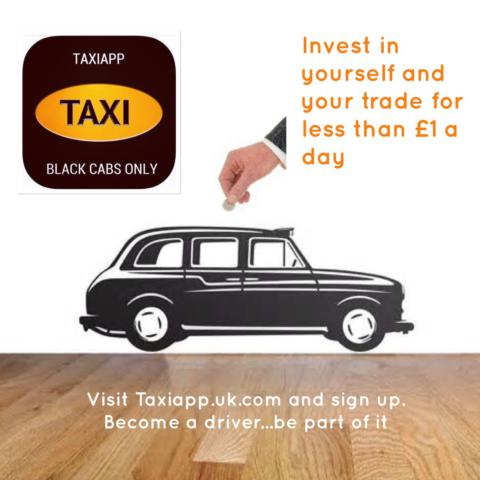 TAXIAPP
TAXI
BLACK CABS ONLY
Invest in
yourself and
your trade for
less than £1 a
day
Visit Taxiapp.uk.com and sign up.
Become a driver...be part of it